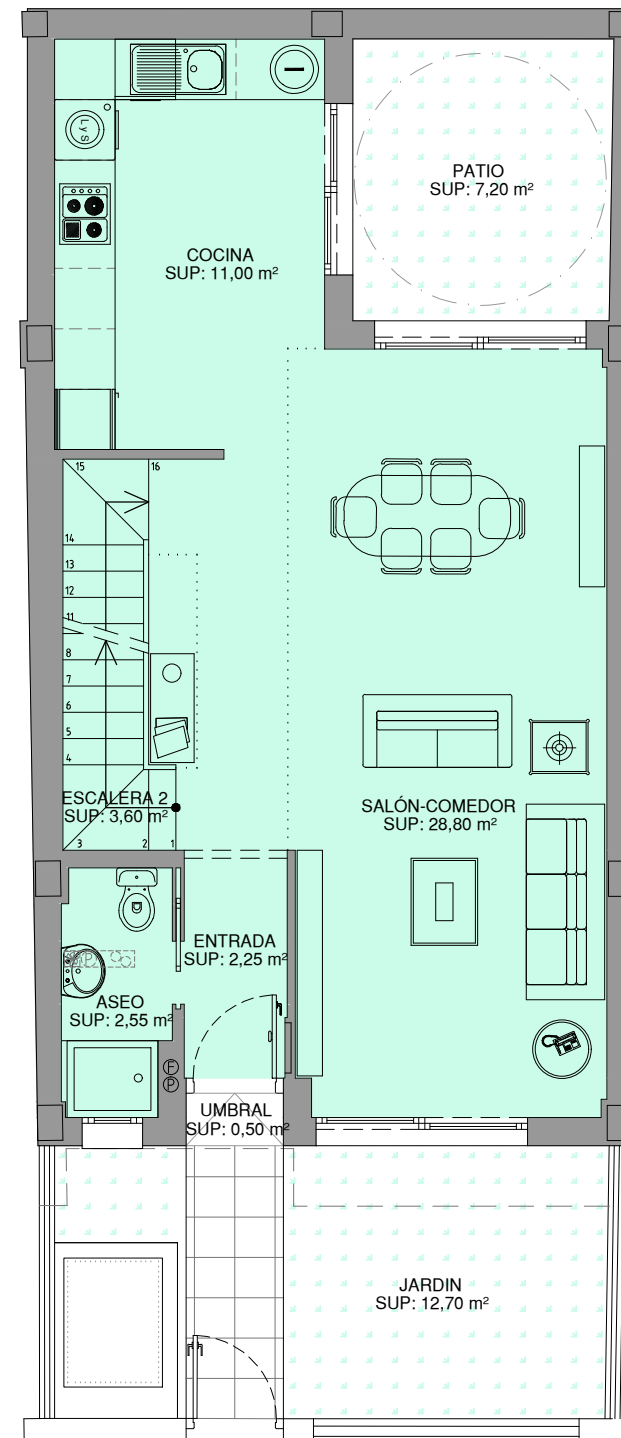 PATIO
SUP: 7,20 m²
LyS
COCINA
SUP: 11,00 m²
15
16
14
13
12
11
8
7
6
5
4
ESCALERA 2
SUP: 3,60 m²
3
2
1
SALÓN-COMEDOR
SUP: 28,80 m²
ENTRADA
SUP: 2,25 m²
ASEO
SUP: 2,55 m²
F
P
UMBRAL
SUP: 0,50 m²
JARDIN
SUP: 12,70 m²